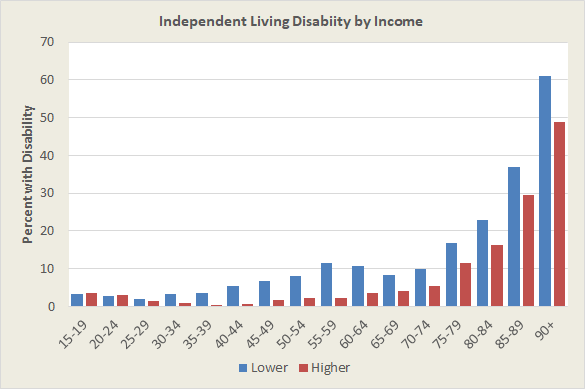 Independent Living Disabiity by Income
Percent with Disability
70
60
50
40
30
20
10
0
15-19 20-24 25-29 30-34 35-39 40-44 45-49 50-54 55-59 60-64 65-69 70-74 75-79 80-84 85-89 90+
Lower Higher